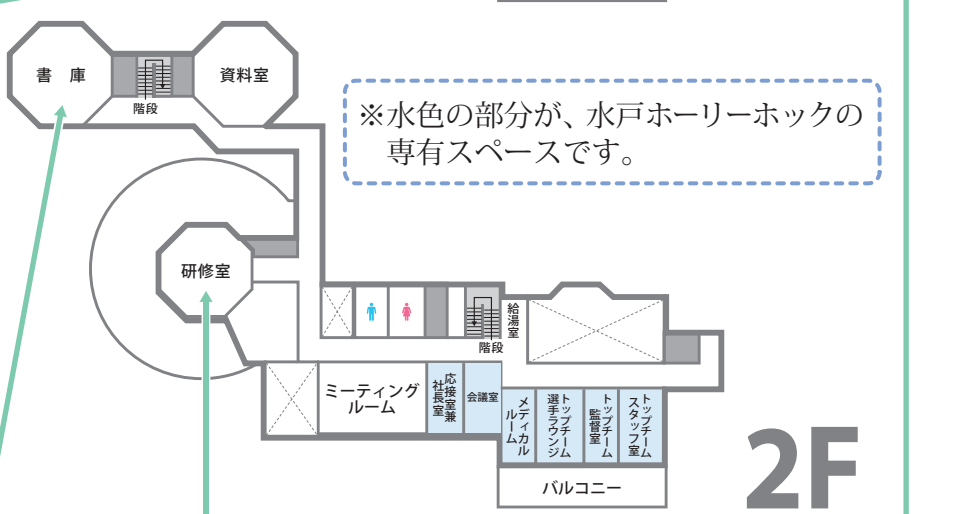 書 庫
階段
資料室
※水色の部分が、水戸ホーリーホックの
専有スペースです。
研修室
階段
給湯室
ミーティング
ルーム
応接室兼
社長室
会議室
メディカル
ルーム
トップチーム
選手ラウンジ
トップチーム
監督室
トップチーム
スタッフ室
バルコニー
2F